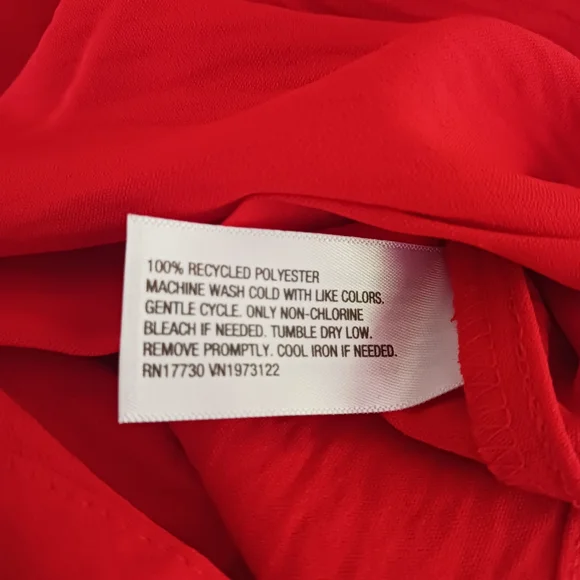 100% RECYCLED POLYESTER
MACHINE WASH COLD WITH LIKE COLORS.
GENTLE CYCLE. ONLY NON-CHLORINE
BLEACH IF NEEDED. TUMBLE DRY LOW.
REMOVE PROMPTLY. COOL IRON IF NEEDED.
RN17730 VN1973122